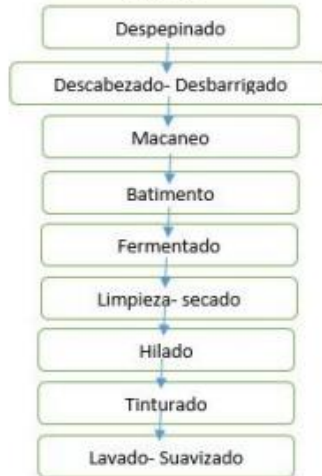 Despepinado
Descabezado- Desbarrigado
Macaneo
Batimento
Fermentado
Limpieza- secado
Hilado
Tinturado
Lavado- Suavizado